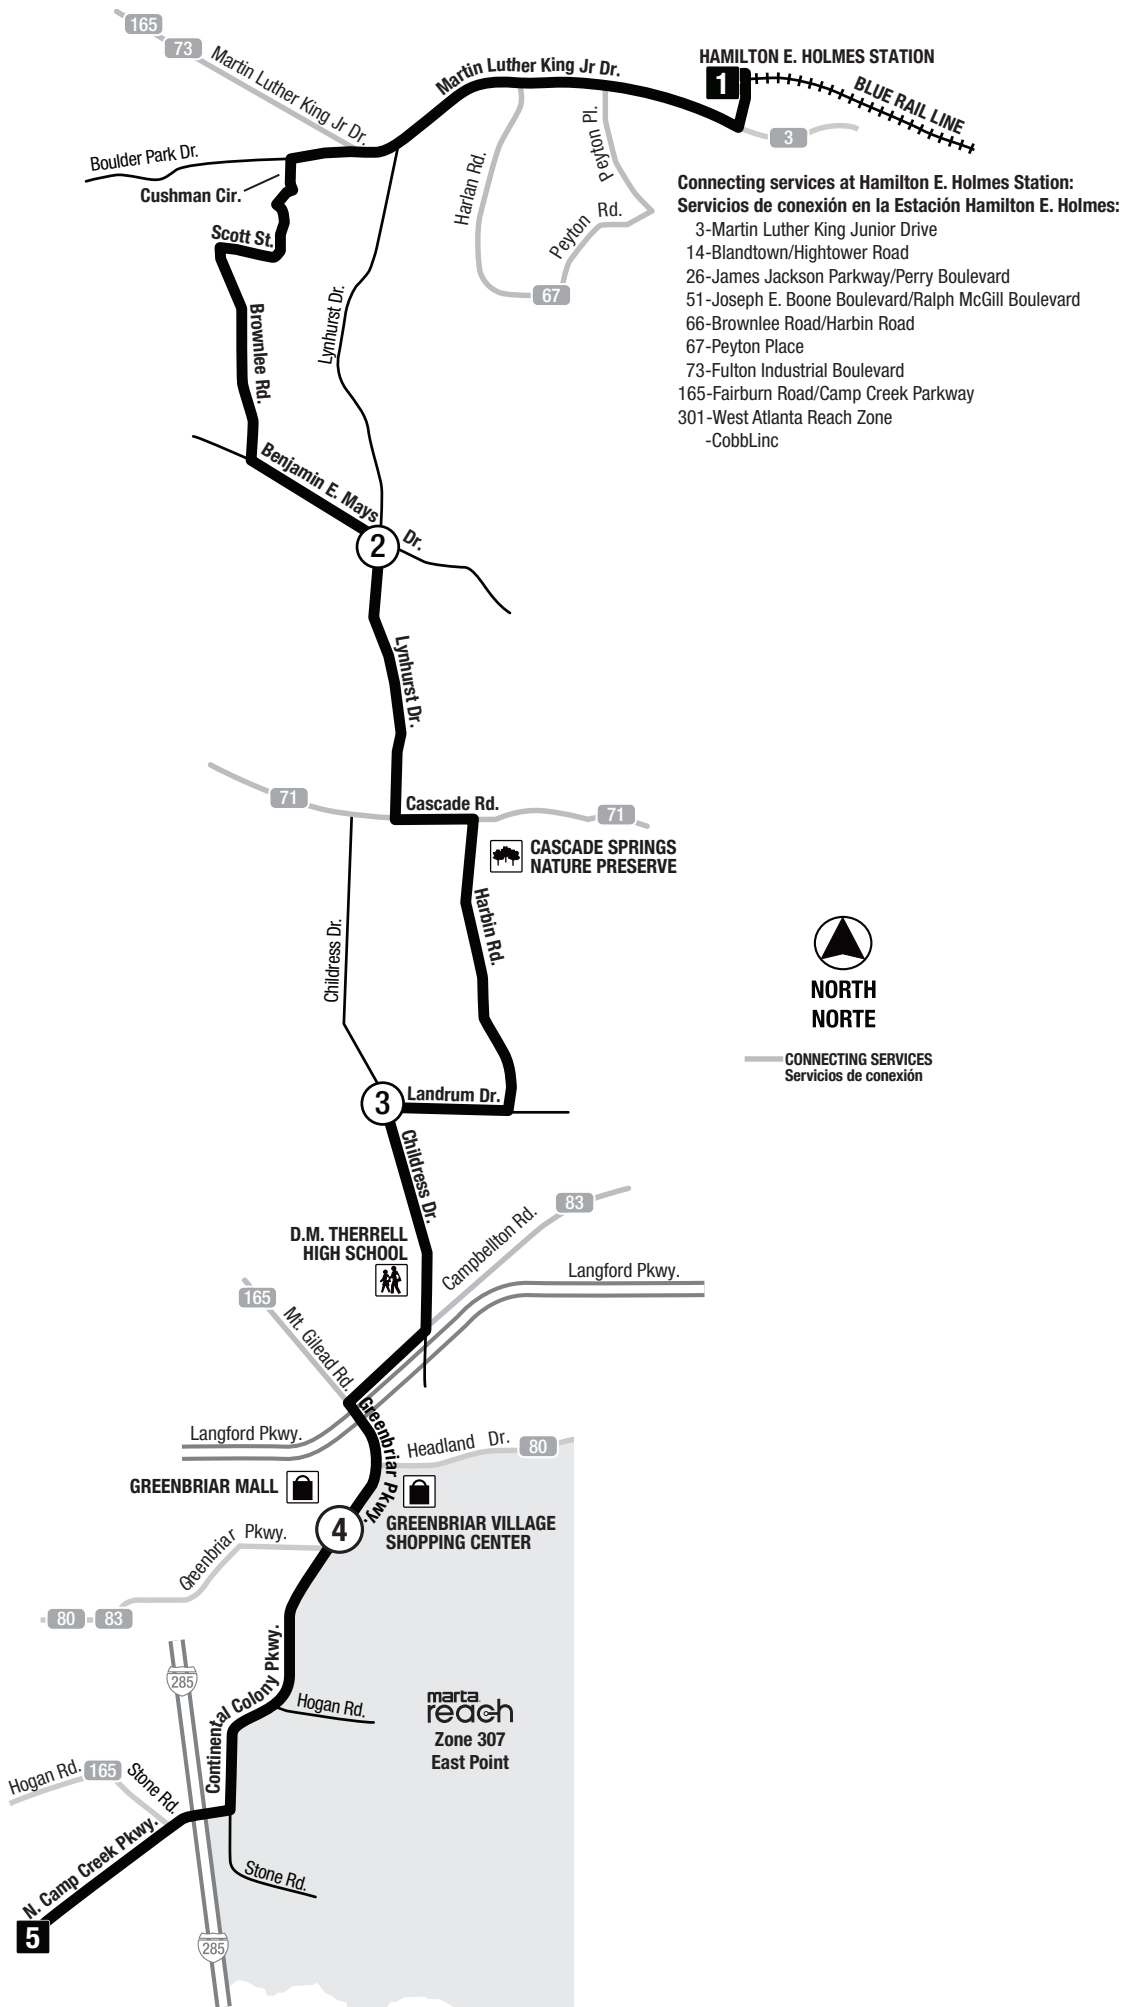 165
73
Martin Luther King Jr Dr.
Martin Luther King Jr Dr.
HAMILTON E. HOLMES STATION
1
BLUE RAIL LINE
3
Boulder Park Dr.
Cushman Cir.
Scott St.
Harlan Rd.
Peyton Pl.
Peyton Rd.
67
Connecting services at Hamilton E. Holmes Station:
Servicios de conexión en la Estación Hamilton E. Holmes:
3-Martin Luther King Junior Drive
14-Blandtown/Hightower Road
26-James Jackson Parkway/Perry Boulevard
51-Joseph E. Boone Boulevard/Ralph McGill Boulevard
66-Brownlee Road/Harbin Road
67-Peyton Place
73-Fulton Industrial Boulevard
165-Fairburn Road/Camp Creek Parkway
301-West Atlanta Reach Zone
-CobbLinc
Brownlee Rd.
Lynhurst Dr.
Benjamin E. Mays Dr.
2
Lynhurst Dr.
71
Cascade Rd.
71
CASCADE SPRINGS
NATURE PRESERVE
Harbin Rd.
Childress Dr.
NORTH
NORTE
CONNECTING SERVICES
Servicios de conexión
3
Landrum Dr.
Childress Dr.
83
D.M. THERRELL
HIGH SCHOOL
Campbellton Rd.
Langford Pkwy.
165
Mt. Gilead Rd.
Langford Pkwy.
Greenbriar Pkwy.
Headland Dr.
80
GREENBRIAR MALL
4
GREENBRIAR VILLAGE
SHOPPING CENTER
Greenbriar Pkwy.
80
83
285
Continental Colony Pkwy.
Hogan Rd.
marta
reach
Zone 307
East Point
Hogan Rd.
165
Stone Rd.
N. Camp Creek Pkwy.
Stone Rd.
5
285